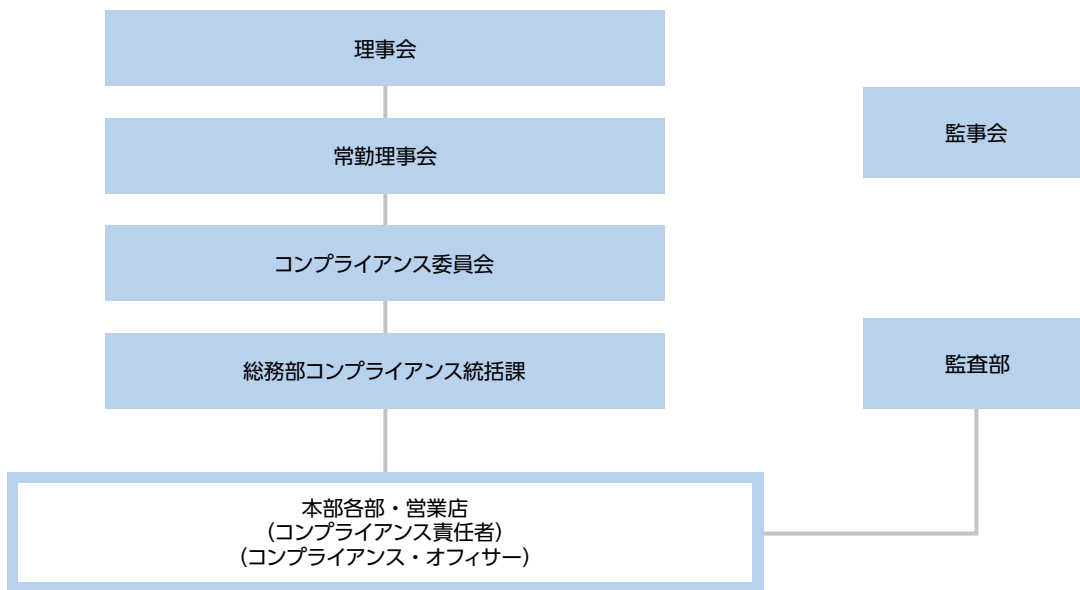 理事会
常勤理事会
コンプライアンス委員会
総務部コンプライアンス統括課
本部各部・営業店
(コンプライアンス責任者)
(コンプライアンス・オフィサー)
監事会
監査部